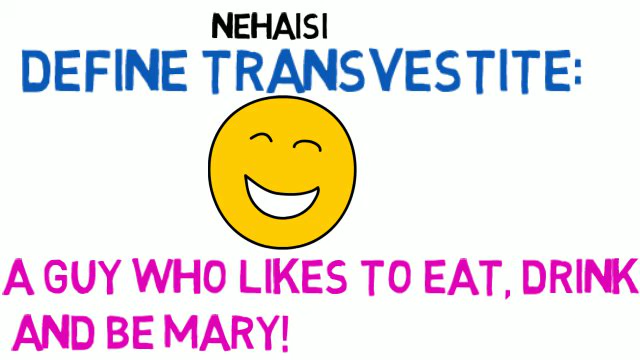 NEHAISI
DEFINE TRANSVESTITE:
A GUY WHO LIKES TO EAT, DRINK
AND BE MARY!